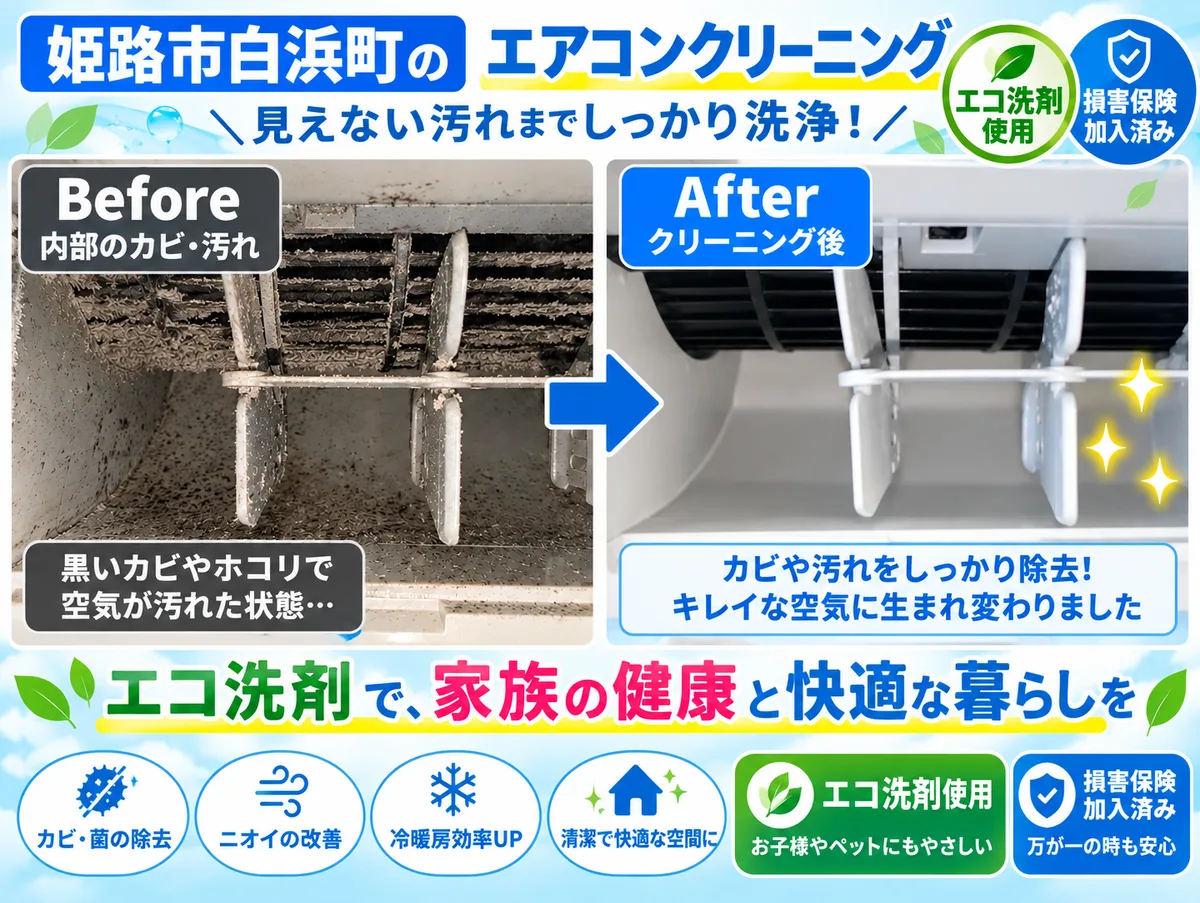 姫路市白浜町の エアコンクリーニング
＼見えない汚れまでしっかり洗浄！／
エコ洗剤
使用
損害保険
加入済み
Before
内部のカビ・汚れ
After
クリーニング後
黒いカビやホコリで
空気が汚れた状態…
カビや汚れをしっかり除去！
キレイな空気に生まれ変わりました
エコ洗剤で、家族の健康と快適な暮らしを
カビ・菌の除去
ニオイの改善
冷暖房効率UP
清潔で快適な空間に
エコ洗剤使用
お子様やペットにもやさしい
損害保険
加入済み
万が一の時も安心